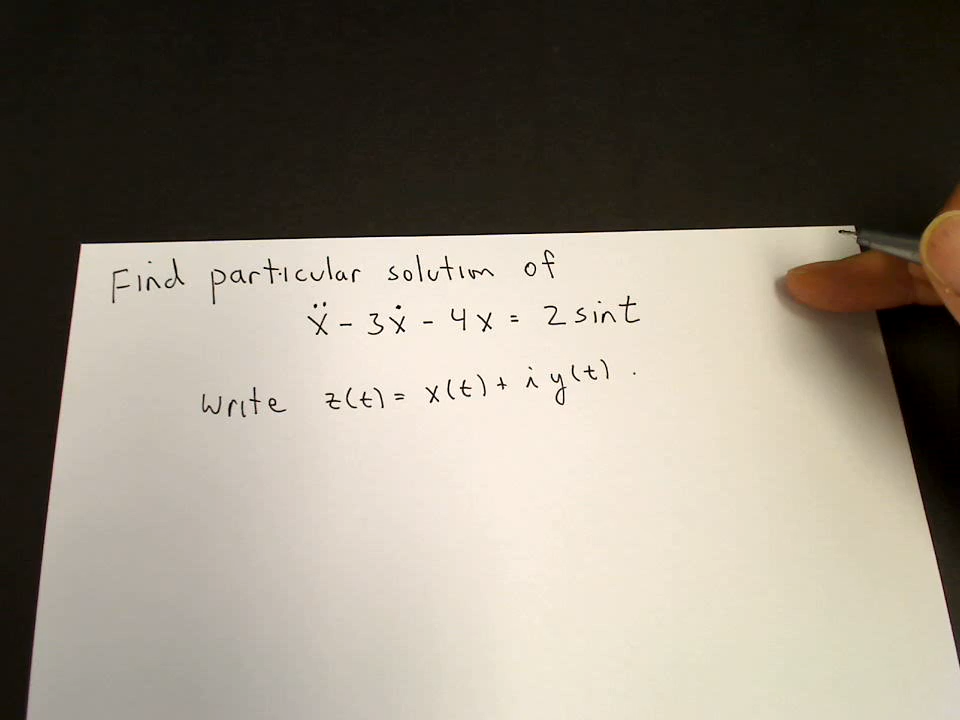 Find particular solution of
ẍ - 3ẋ - 4x = 2 sint
Write z(t) = x(t) + i y(t) .